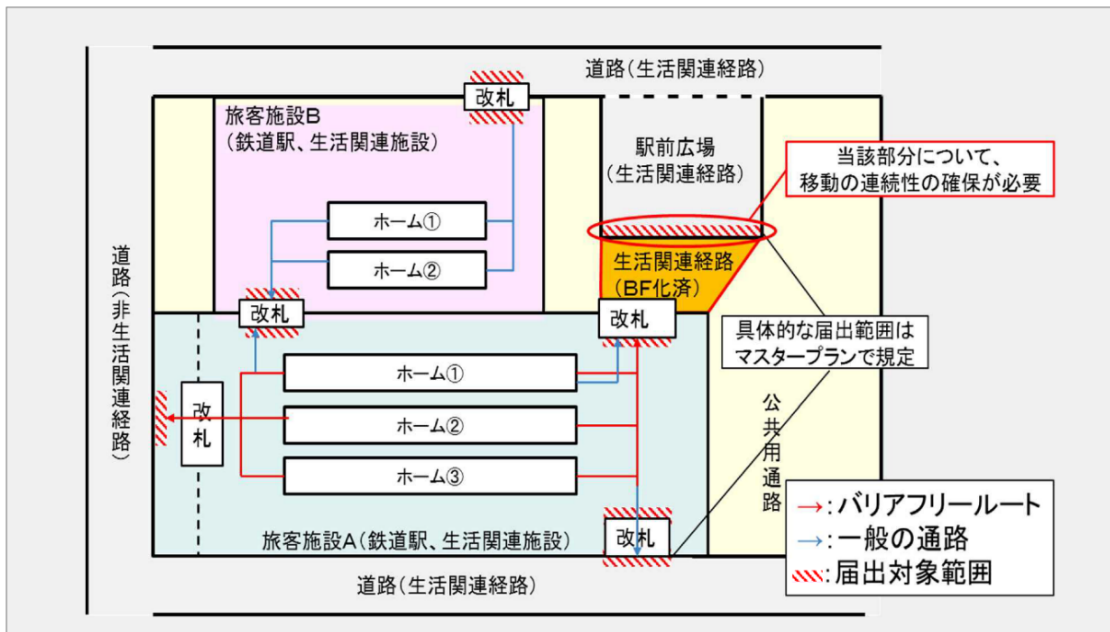 道路(生活関連経路)
改札
旅客施設B
(鉄道駅、生活関連施設)
駅前広場
(生活関連経路)
当該部分について、
移動の連続性の確保が必要
ホーム①
ホーム②
生活関連経路
(BF化済)
道路(非生活関連経路)
改札
改札
具体的な届出範囲は
マスタープランで規定
ホーム①
改札
ホーム②
ホーム③
公共用通路
旅客施設A(鉄道駅、生活関連施設)
改札
道路(生活関連経路)
→:バリアフリールート
→:一般の通路
:届出対象範囲